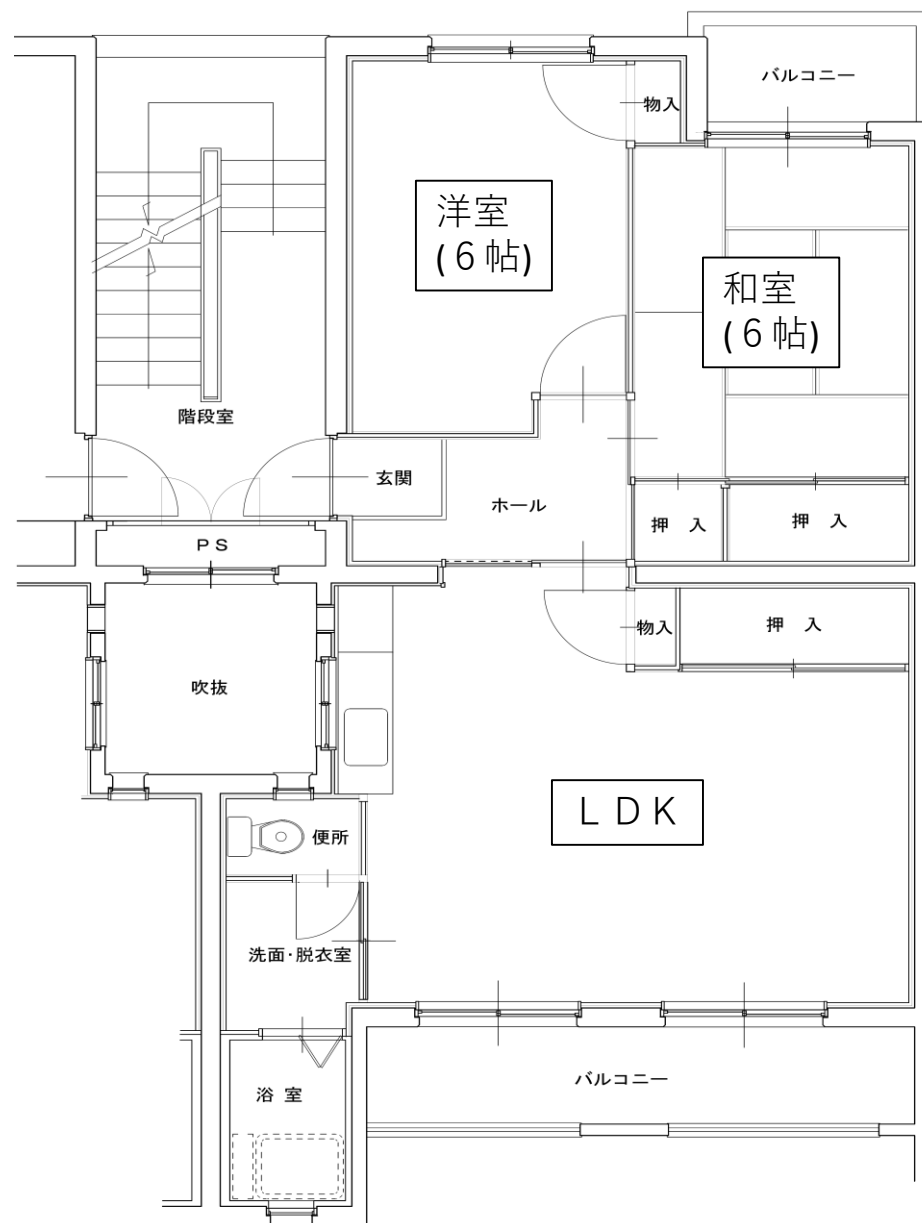 バルコニー
物入
洋室
(６帖)
和室
(６帖)
階段室
玄関
ホール
押　入
押　入
ＰＳ
物入
押　入
吹抜
ＬＤＫ
便所
洗面・脱衣室
バルコニー
浴 室